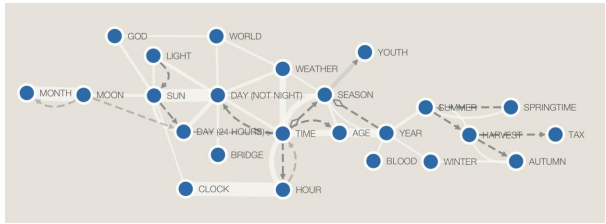 GOD
WORLD
LIGHT
YOUTH
WEATHER
MONTH
MOON
SUN
DAY (NOT NIGHT)
SEASON
SUMMER
SPRINGTIME
DAY (24 HOURS)
TIME
AGE
YEAR
HARVEST
TAX
BRIDGE
BLOOD
WINTER
AUTUMN
CLOCK
HOUR